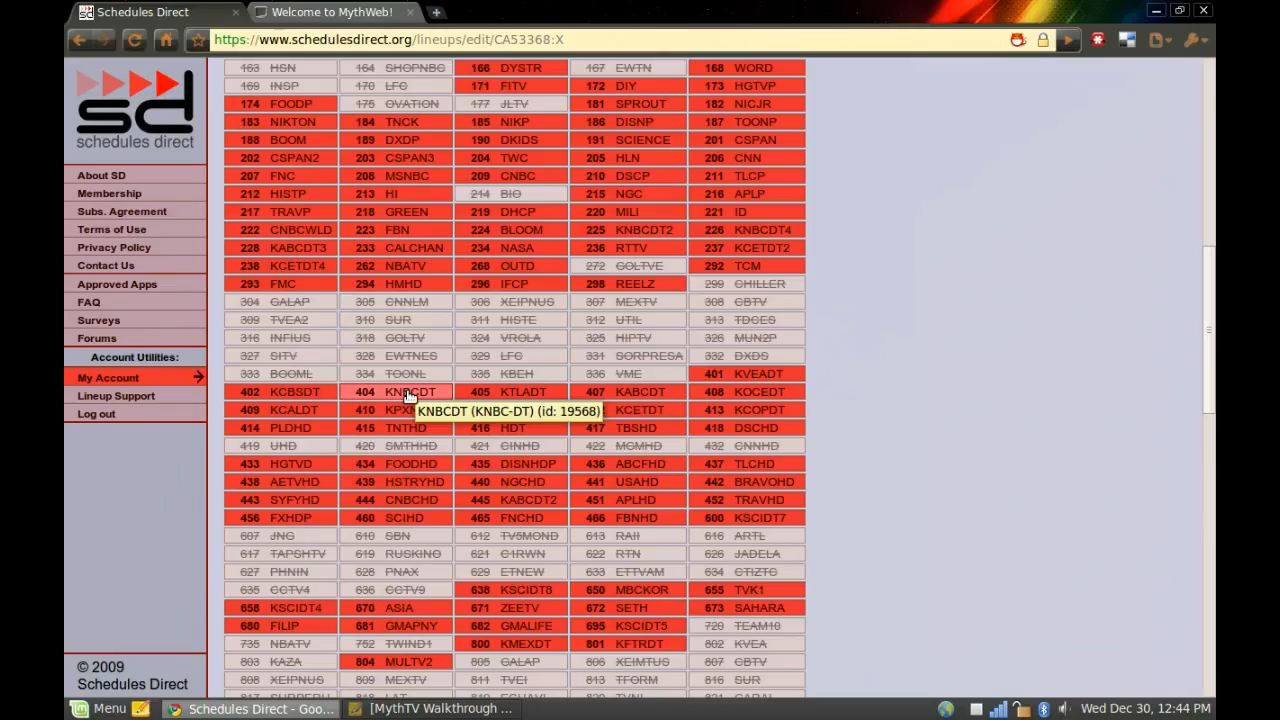 Schedules Direct × Welcome to MythWeb! × +
https://www.schedulesdirect.org/lineups/edit/CA53368:X
sd
schedules direct
About SD
Membership
Subs. Agreement
Terms of Use
Privacy Policy
Contact Us
Approved Apps
FAQ
Surveys
Forums
Account Utilities:
My Account
Lineup Support
Log out
© 2009
Schedules Direct
163 HSN 164 SHOPNBC 166 DYSTR 167 EWTN 168 WORD
169 INSP 170 LFC 171 FITV 172 DIY 173 HGTVP
174 FOODP 175 OVATION 177 JLTV 181 SPROUT 182 NICJR
183 NIKTON 184 TNCK 185 NIKP 186 DISNP 187 TOONP
188 BOOM 189 DXDP 190 DKIDS 191 SCIENCE 201 CSPAN
202 CSPAN2 203 CSPAN3 204 TWC 205 HLN 206 CNN
207 FNC 208 MSNBC 209 CNBC 210 DSCP 211 TLCP
212 HISTP 213 HI 214 BIO 215 NGC 216 APLP
217 TRAVP 218 GREEN 219 DHCP 220 MILI 221 ID
222 CNBCWLD 223 FBN 224 BLOOM 225 KNBCDT2 226 KNBCDT4
228 KABCDT3 233 CALCHAN 234 NASA 236 RTTV 237 KCETDT2
238 KCETDT4 262 NBATV 268 OUTD 272 GOLTVE 292 TCM
293 FMC 294 HMHD 296 IFCP 298 REELZ 299 CHILLER
304 GALAP 305 CNNLM 306 XEIPNUS 307 MEXTV 308 CBTV
309 TVEA2 310 SUR 311 HISTE 312 UTIL 313 TDCES
316 INFIUS 318 GOLTV 324 VROLA 325 HIPTV 326 MUN2P
327 SITV 328 EWTNES 329 LFC 331 SORPRESA 332 DXDS
333 BOOML 334 TOONL 335 KBEH 336 VME 401 KVEADT
402 KCBSDT 404 KNBCDT 405 KTLADT 407 KABCDT 408 KOCEDT
409 KCALDT 410 KCETDT 413 KCOPDT
KNBCDT (KNBC-DT) (id: 19568)
414 PLDHD 415 TNTHD 416 HDT 417 TBSHD 418 DSCHD
419 UHD 420 SMTHHD 421 CINHD 422 MGMHD 432 CNNHD
433 HGTVD 434 FOODHD 435 DISNHDP 436 ABCFHD 437 TLCHD
438 AETVHD 439 HSTRYHD 440 NGCHD 441 USAHD 442 BRAVOHD
443 SYFYHD 444 CNBCHD 445 KABCDT2 451 APLHD 452 TRAVHD
456 FXHDP 460 SCIHD 465 FNCHD 466 FBNHD 600 KSCIDT7
607 JNG 610 SBN 612 TV5MOND 613 RAII 616 ARTL
617 TAPSHTV 619 RUSKINO 621 C1RWN 622 RTN 626 JADELA
627 PHNIN 628 PNAX 629 ETNEW 633 ETTVAM 634 CTIZTC
635 CCTV4 636 CCTV9 638 KSCIDT8 650 MBCKOR 655 TVK1
658 KSCIDT4 670 ASIA 671 ZEETV 672 SETH 673 SAHARA
680 FILIP 681 GMAPNY 682 GMALIFE 695 KSCIDT5 720 TEAM10
735 NBATV 752 TWIND1 800 KMEXDT 801 KFTRDT 802 KVEA
803 KAZA 804 MULTV2 805 GALAP 806 XEIMTUS 807 CBTV
808 XEIPNUS 809 MEXTV 811 TVEI 813 TFORM 816 SUR
Menu Schedules Direct - Goo... [MythTV Walkthrough ... Wed Dec 30, 12:44 PM